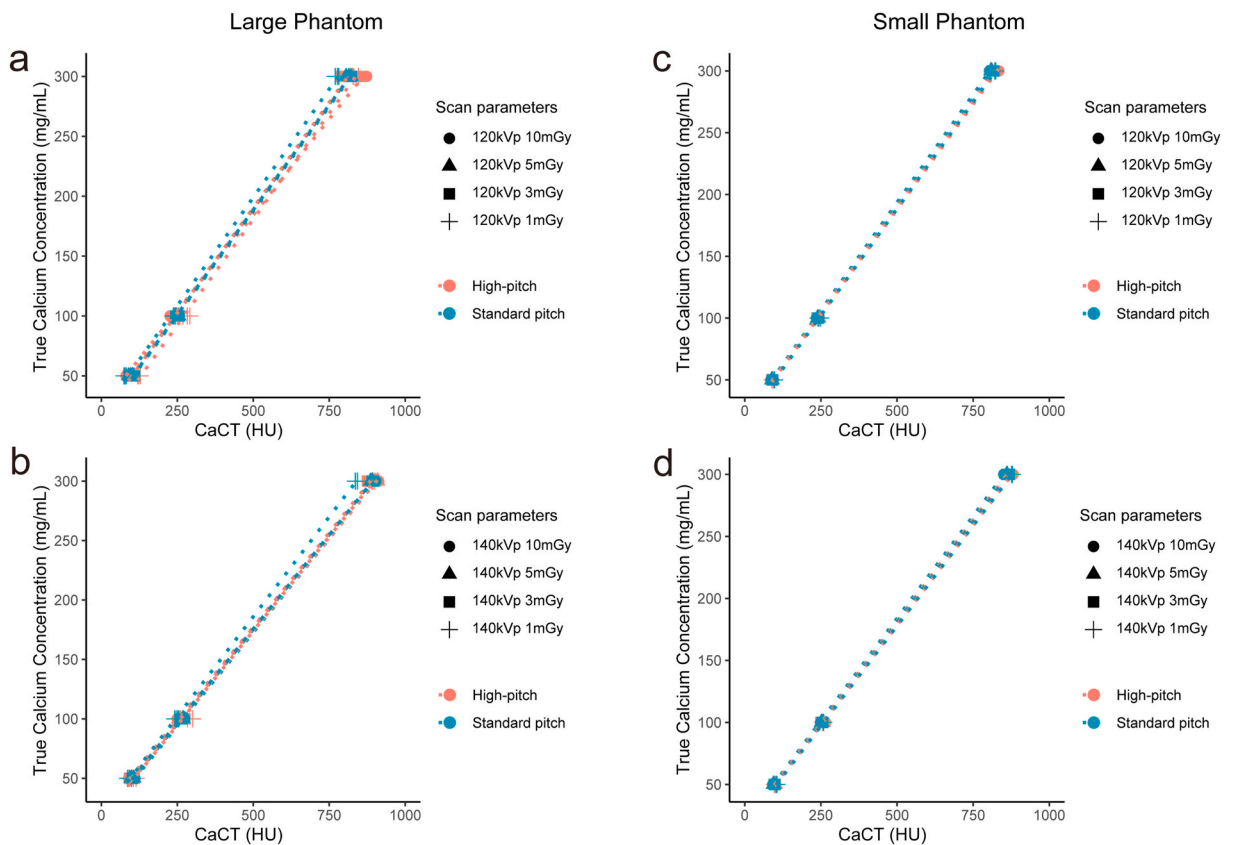 Large Phantom
Small Phantom
a
True Calcium Concentration (mg/mL)
300
250
200
150
100
50
0
250
500
750
1000
CaCT (HU)
Scan parameters
120kVp 10mGy
120kVp 5mGy
120kVp 3mGy
120kVp 1mGy
High-pitch
Standard pitch
c
True Calcium Concentration (mg/mL)
300
250
200
150
100
50
0
250
500
750
1000
CaCT (HU)
Scan parameters
120kVp 10mGy
120kVp 5mGy
120kVp 3mGy
120kVp 1mGy
High-pitch
Standard pitch
b
True Calcium Concentration (mg/mL)
300
250
200
150
100
50
0
250
500
750
1000
CaCT (HU)
Scan parameters
140kVp 10mGy
140kVp 5mGy
140kVp 3mGy
140kVp 1mGy
High-pitch
Standard pitch
d
True Calcium Concentration (mg/mL)
300
250
200
150
100
50
0
250
500
750
1000
CaCT (HU)
Scan parameters
140kVp 10mGy
140kVp 5mGy
140kVp 3mGy
140kVp 1mGy
High-pitch
Standard pitch